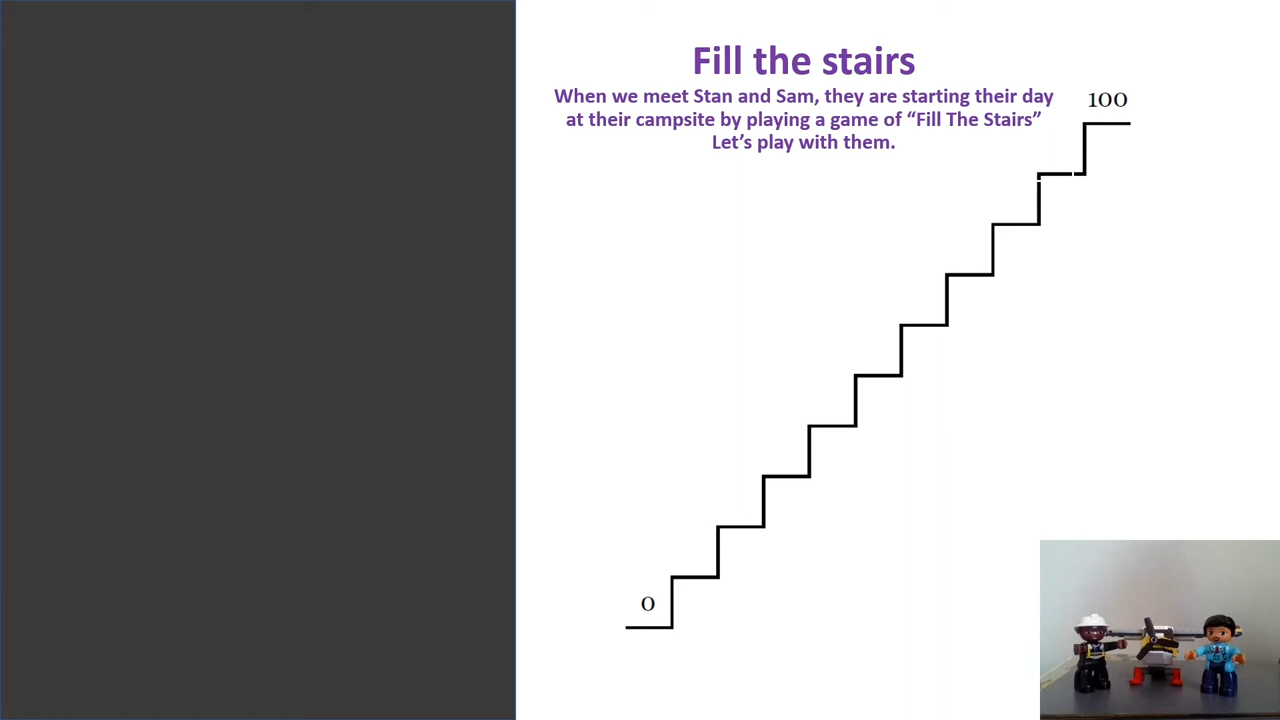 Fill the stairs
When we meet Stan and Sam, they are starting their day
at their campsite by playing a game of “Fill The Stairs”
Let’s play with them.
100
0